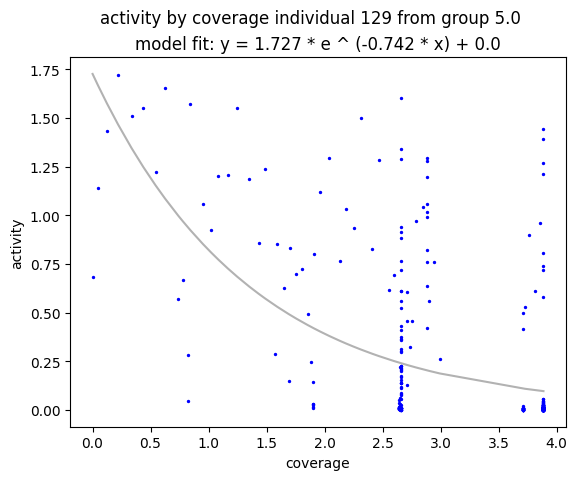 activity by coverage individual 129 from group 5.0
model fit: y = 1.727 * e ^ (-0.742 * x) + 0.0
1.75
1.50
1.25
1.00
0.75
0.50
0.25
0.00
activity
0.0 0.5 1.0 1.5 2.0 2.5 3.0 3.5 4.0
coverage